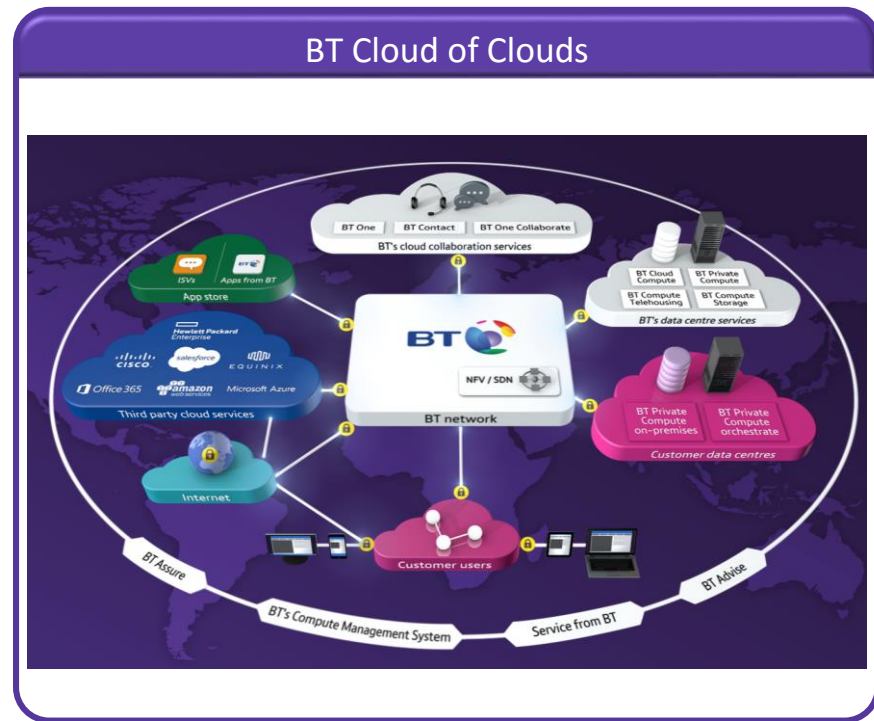 BT Cloud of Clouds
BT One
BT Contact
BT One Collaborate
BT's cloud collaboration services
ISVs
Apps from BT
App store
BT Cloud
Compute
BT Private
Compute
BT Compute
Telehousing
BT Compute
Storage
BT's data centre services
Hewlett Packard
Enterprise
CISCO
salesforce
EQUINIX
Office 365
amazon
web services
Microsoft Azure
Third party cloud services
BT
NFV / SDN
BT network
BT Private
Compute
on-premises
BT Private
Compute
orchestrate
Customer data centres
Internet
Customer users
BT Assure
BT's Compute Management System
Service from BT
BT Advise